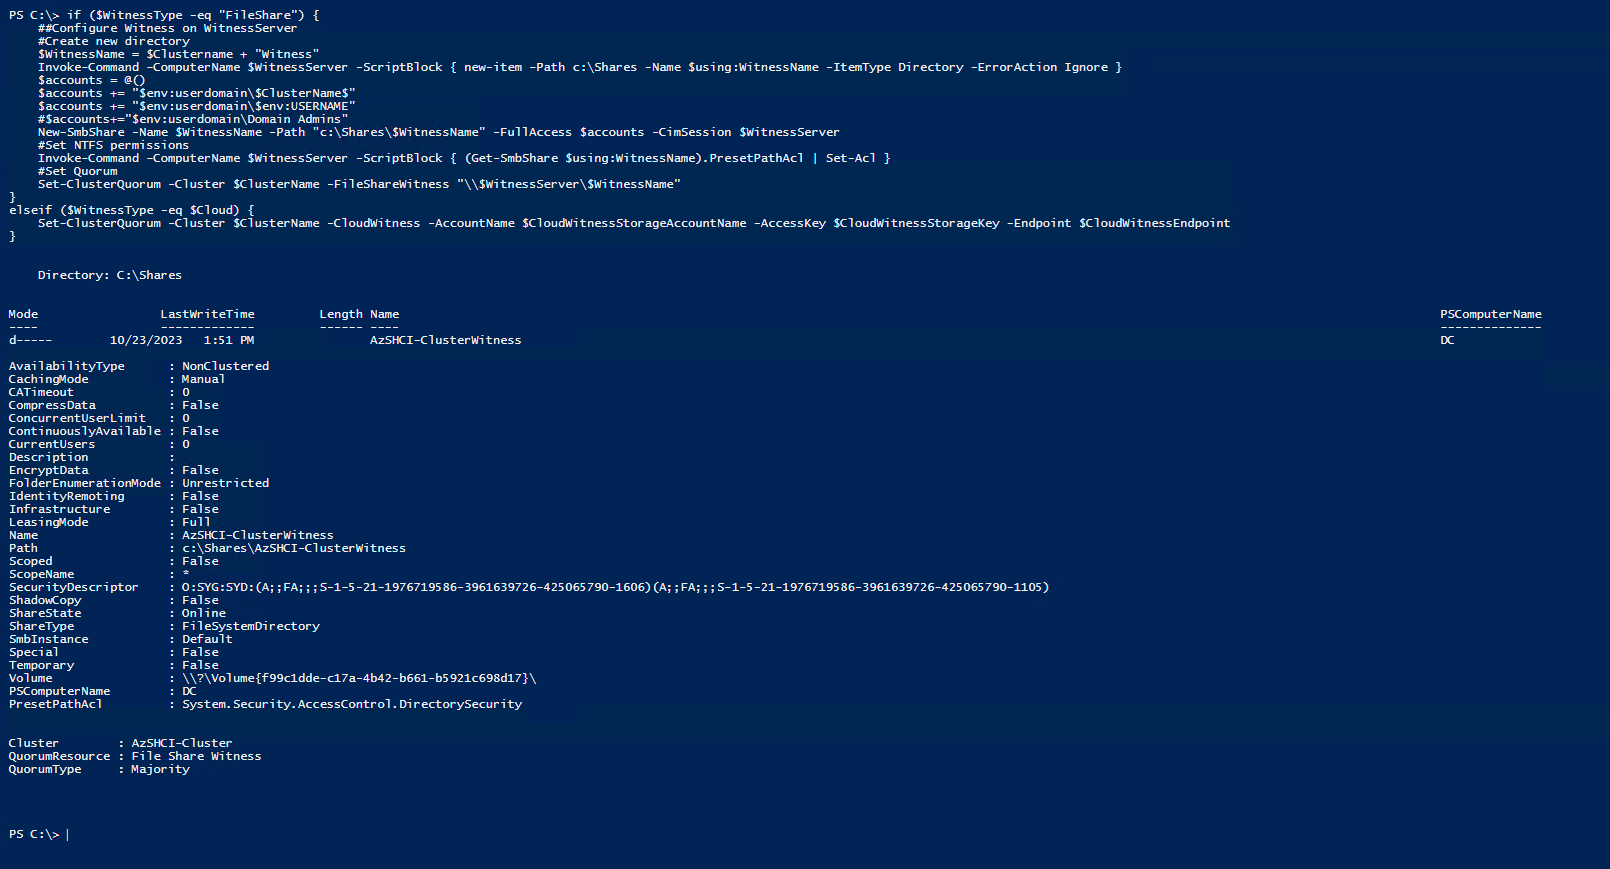 PS C:\> if ($WitnessType -eq "FileShare") {
    ##Configure Witness on WitnessServer
    #Create new directory
    $WitnessName = $Clustername + "Witness"
    Invoke-Command -ComputerName $WitnessServer -ScriptBlock { new-item -Path c:\Shares -Name $using:WitnessName -ItemType Directory -ErrorAction Ignore }
    $accounts = @()
    $accounts += "$env:userdomain\$ClusterName$"
    $accounts += "$env:userdomain\$env:USERNAME"
    #$accounts+="$env:userdomain\Domain Admins"
    New-SmbShare -Name $WitnessName -Path "c:\Shares\$WitnessName" -FullAccess $accounts -CimSession $WitnessServer
    #Set NTFS permissions
    Invoke-Command -ComputerName $WitnessServer -ScriptBlock { (Get-SmbShare $using:WitnessName).PresetPathAcl | Set-Acl }
    #Set Quorum
    Set-ClusterQuorum -Cluster $ClusterName -FileShareWitness "\\$WitnessServer\$WitnessName"
}
elseif ($WitnessType -eq $Cloud) {
    Set-ClusterQuorum -Cluster $ClusterName -CloudWitness -AccountName $CloudWitnessStorageAccountName -AccessKey $CloudWitnessStorageKey -Endpoint $CloudWitnessEndpoint
}
    Directory: C:\Shares
Mode LastWriteTime Length Name PSComputerName
---- ------------- ------ ---- --------------
d----- 10/23/2023 1:51 PM AzSHCI-ClusterWitness DC
AvailabilityType : NonClustered
CachingMode : Manual
CATimeout : 0
CompressData : False
ConcurrentUserLimit : 0
ContinuouslyAvailable : False
CurrentUsers : 0
Description :
EncryptData : False
FolderEnumerationMode : Unrestricted
IdentityRemoting : False
Infrastructure : False
LeasingMode : Full
Name : AzSHCI-ClusterWitness
Path : c:\Shares\AzSHCI-ClusterWitness
Scoped : False
ScopeName : *
SecurityDescriptor : O:SYG:SYD:(A;;FA;;;S-1-5-21-1976719586-3961639726-425065790-1606)(A;;FA;;;S-1-5-21-1976719586-3961639726-425065790-1105)
ShadowCopy : False
ShareState : Online
ShareType : FileSystemDirectory
SmbInstance : Default
Special : False
Temporary : False
Volume : \\?\Volume{f99c1dde-c17a-4b42-b661-b5921c698d17}\
PSComputerName : DC
PresetPathAcl : System.Security.AccessControl.DirectorySecurity
Cluster : AzSHCI-Cluster
QuorumResource : File Share Witness
QuorumType : Majority
PS C:\>